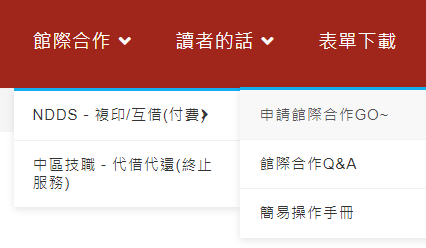 館際合作
讀者的話
表單下載
NDDS - 複印/互借(付費)
中區技職 - 代借代還(終止
服務)
申請館際合作GO~
館際合作Q&A
簡易操作手冊